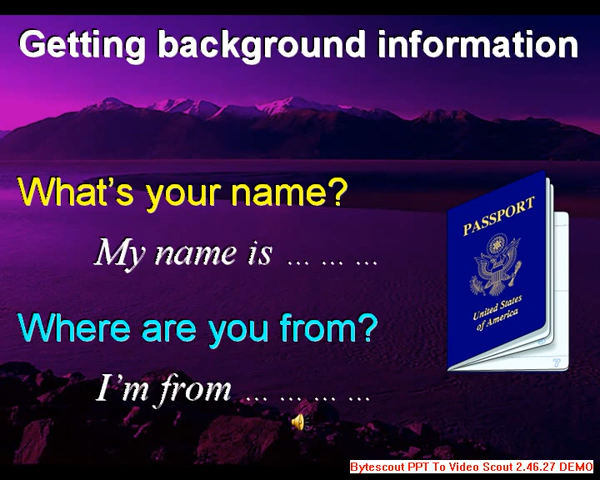 Getting background information
What's your name?
My name is … … …
PASSPORT
United States
of America
Where are you from?
I'm from … … … …
Bytescout PPT To Video Scout 2.46.27 DEMO